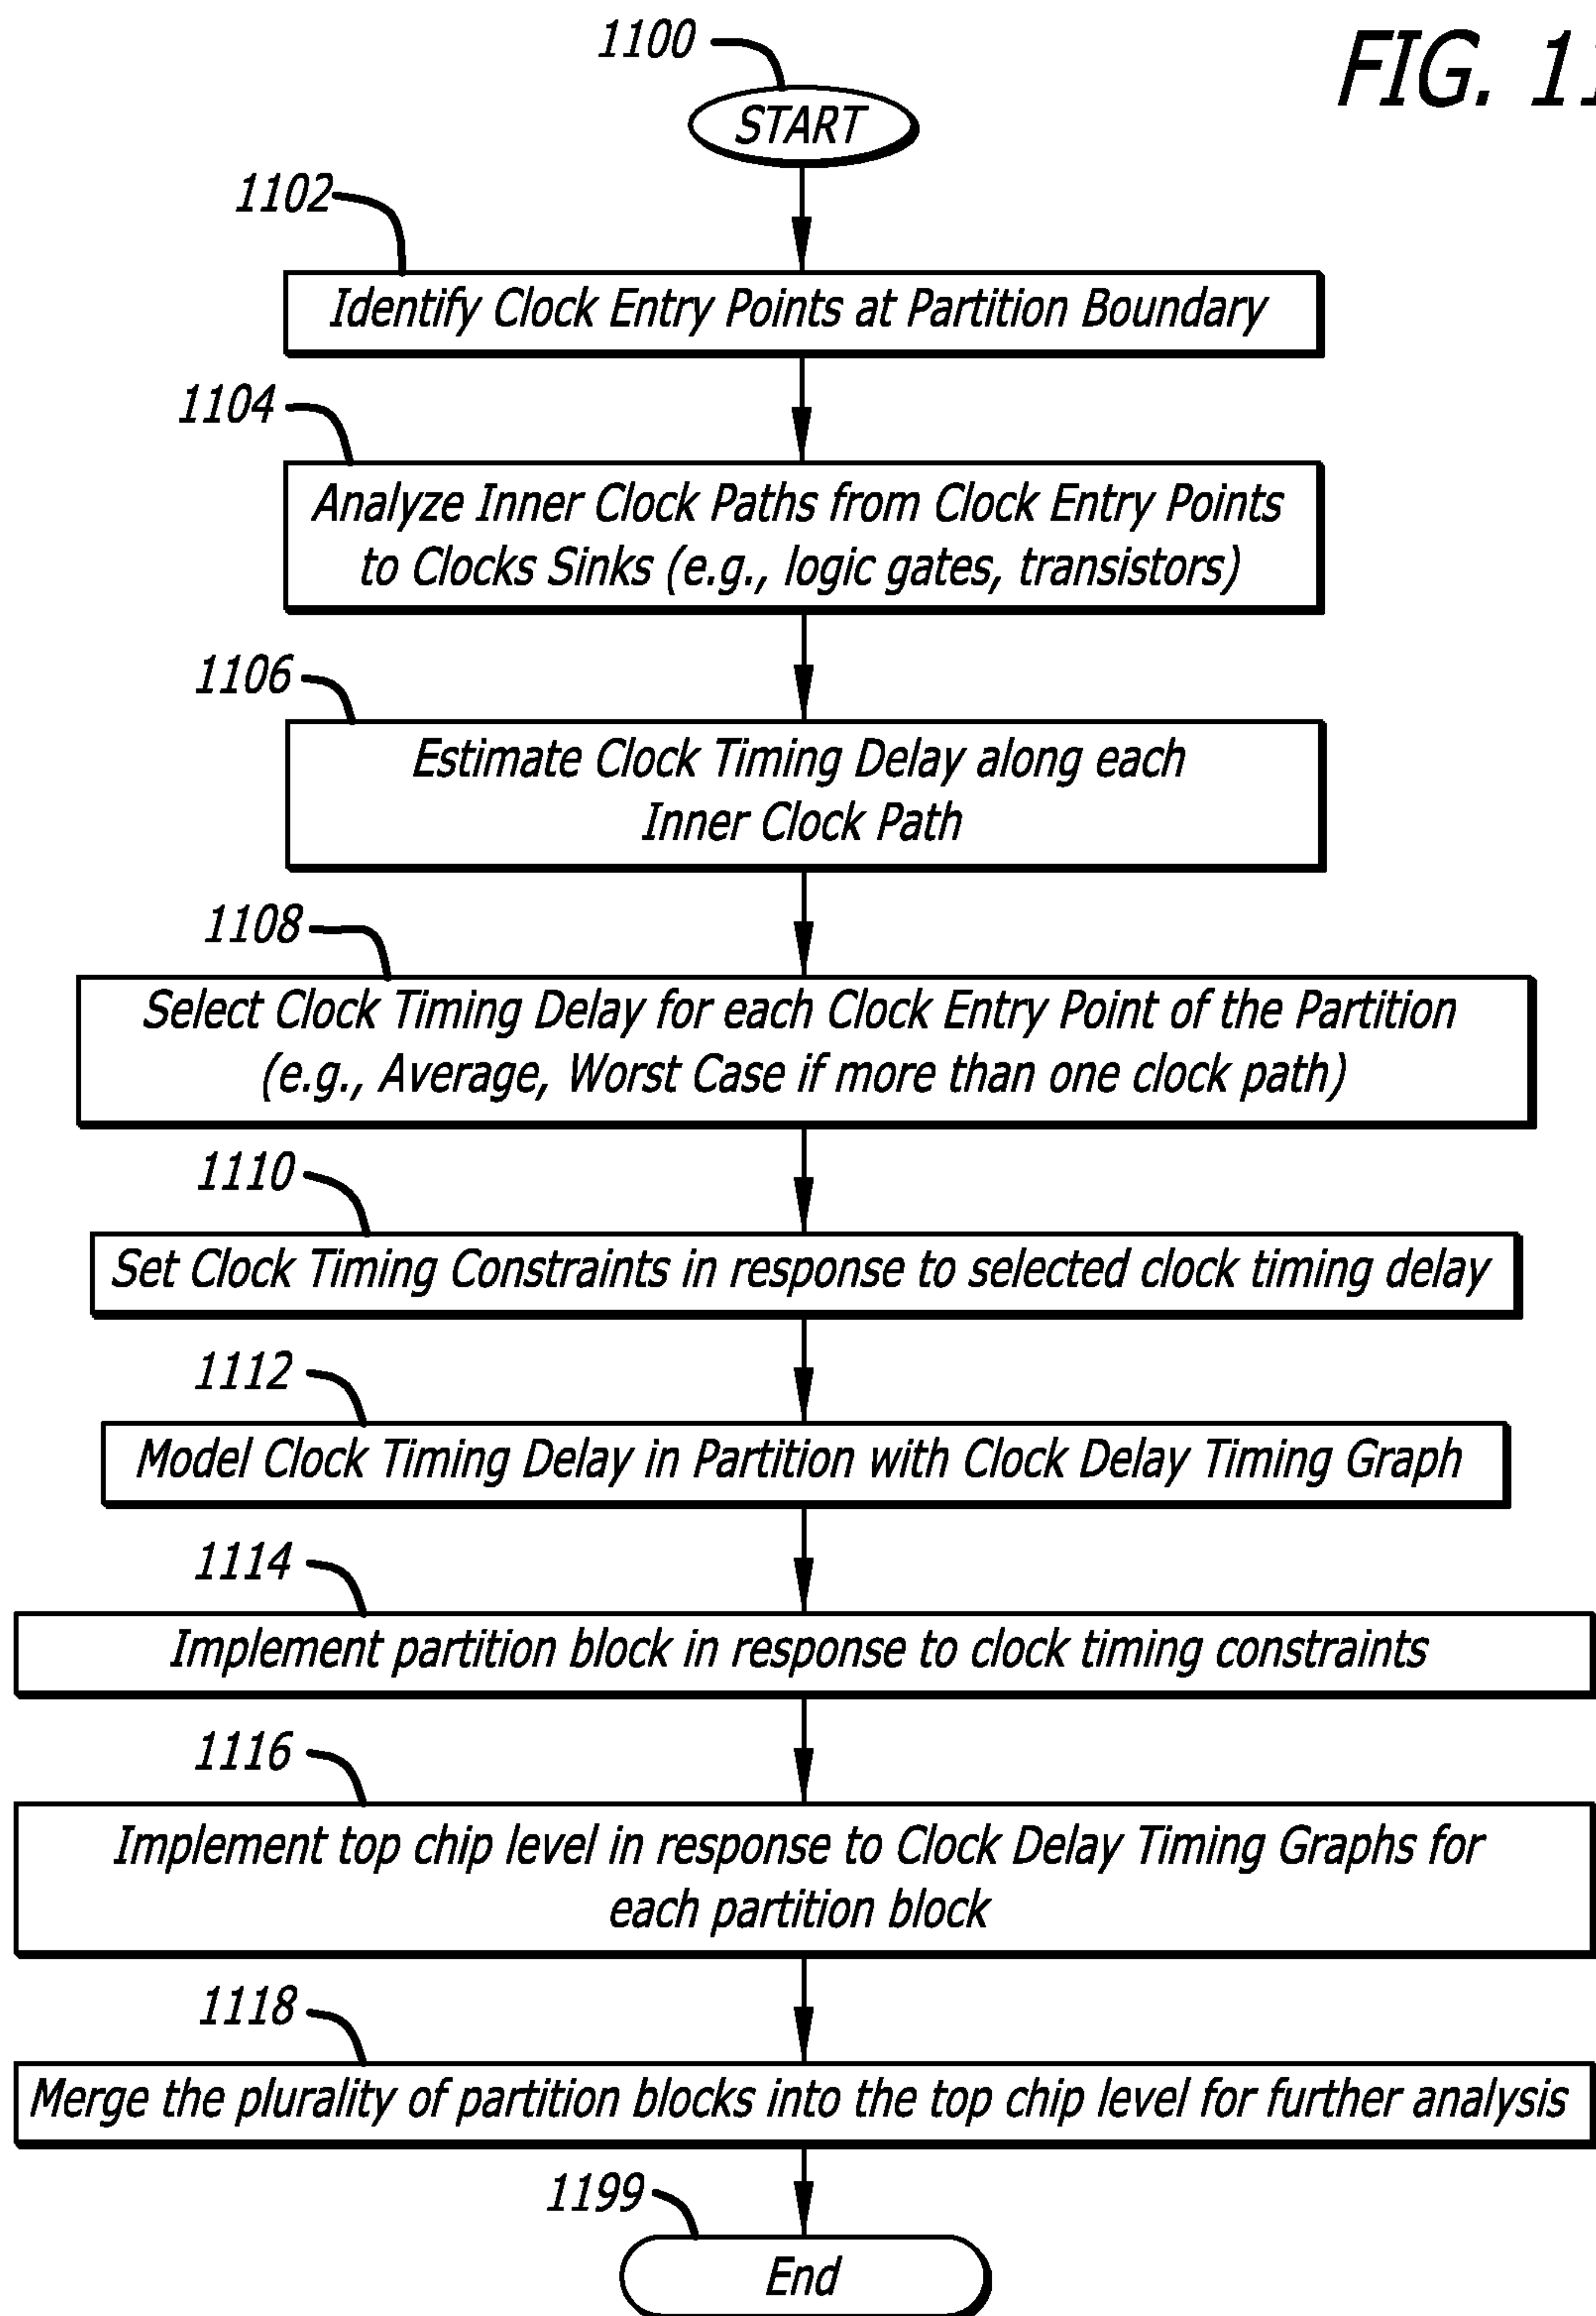 1100
FIG. 11
START
1102
Identify Clock Entry Points at Partition Boundary
1104
Analyze Inner Clock Paths from Clock Entry Points
to Clocks Sinks (e.g., logic gates, transistors)
1106
Estimate Clock Timing Delay along each
Inner Clock Path
1108
Select Clock Timing Delay for each Clock Entry Point of the Partition
(e.g., Average, Worst Case if more than one clock path)
1110
Set Clock Timing Constraints in response to selected clock timing delay
1112
Model Clock Timing Delay in Partition with Clock Delay Timing Graph
1114
Implement partition block in response to clock timing constraints
1116
Implement top chip level in response to Clock Delay Timing Graphs for
each partition block
1118
Merge the plurality of partition blocks into the top chip level for further analysis
1199
End